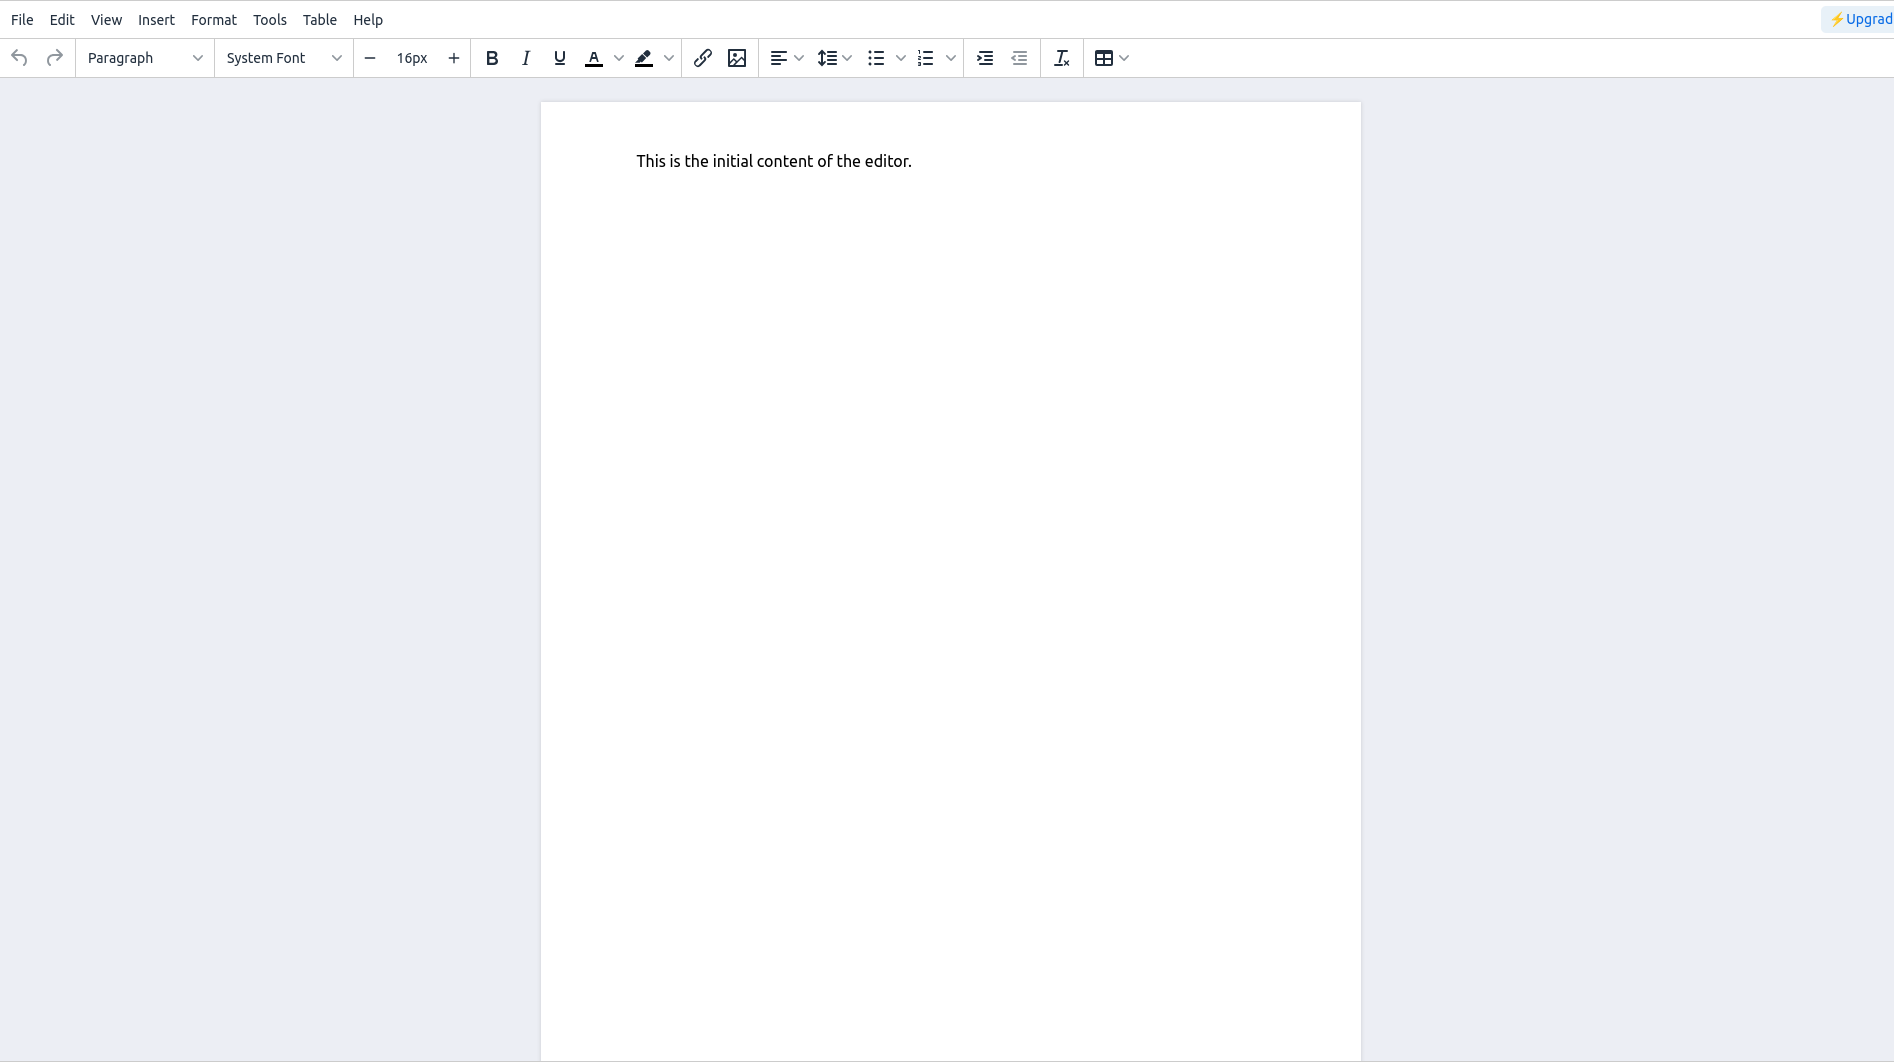 File Edit View Insert Format Tools Table Help
⚡Upgrad
Paragraph System Font 16px
This is the initial content of the editor.